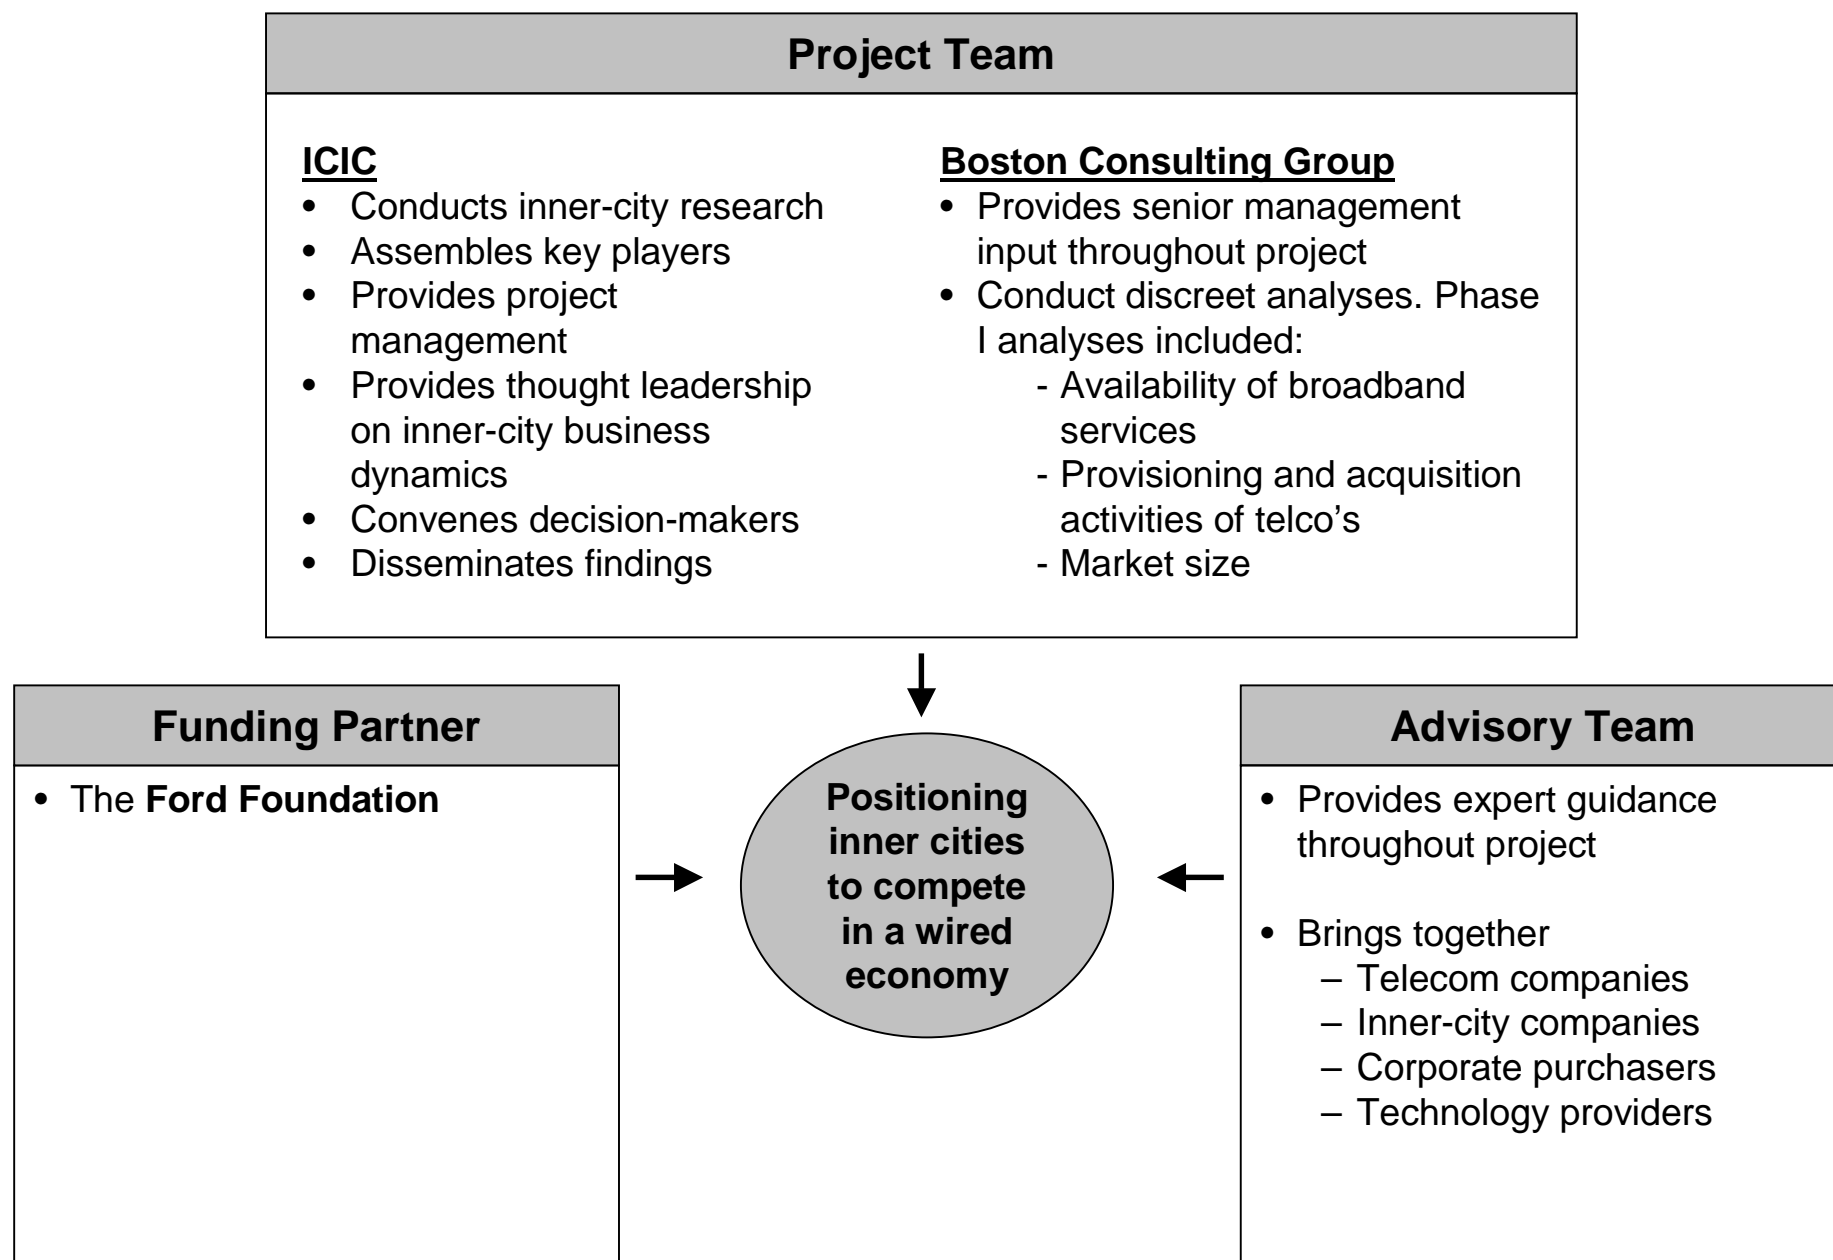 Project Team
ICIC
• Conducts inner-city research
• Assembles key players
• Provides project
management
• Provides thought leadership
on inner-city business
dynamics
• Convenes decision-makers
• Disseminates findings
Boston Consulting Group
• Provides senior management
input throughout project
• Conduct discreet analyses. Phase
I analyses included:
- Availability of broadband
services
- Provisioning and acquisition
activities of telco’s
- Market size
Funding Partner
• The Ford Foundation
Positioning
inner cities
to compete
in a wired
economy
Advisory Team
• Provides expert guidance
throughout project
• Brings together
– Telecom companies
– Inner-city companies
– Corporate purchasers
– Technology providers